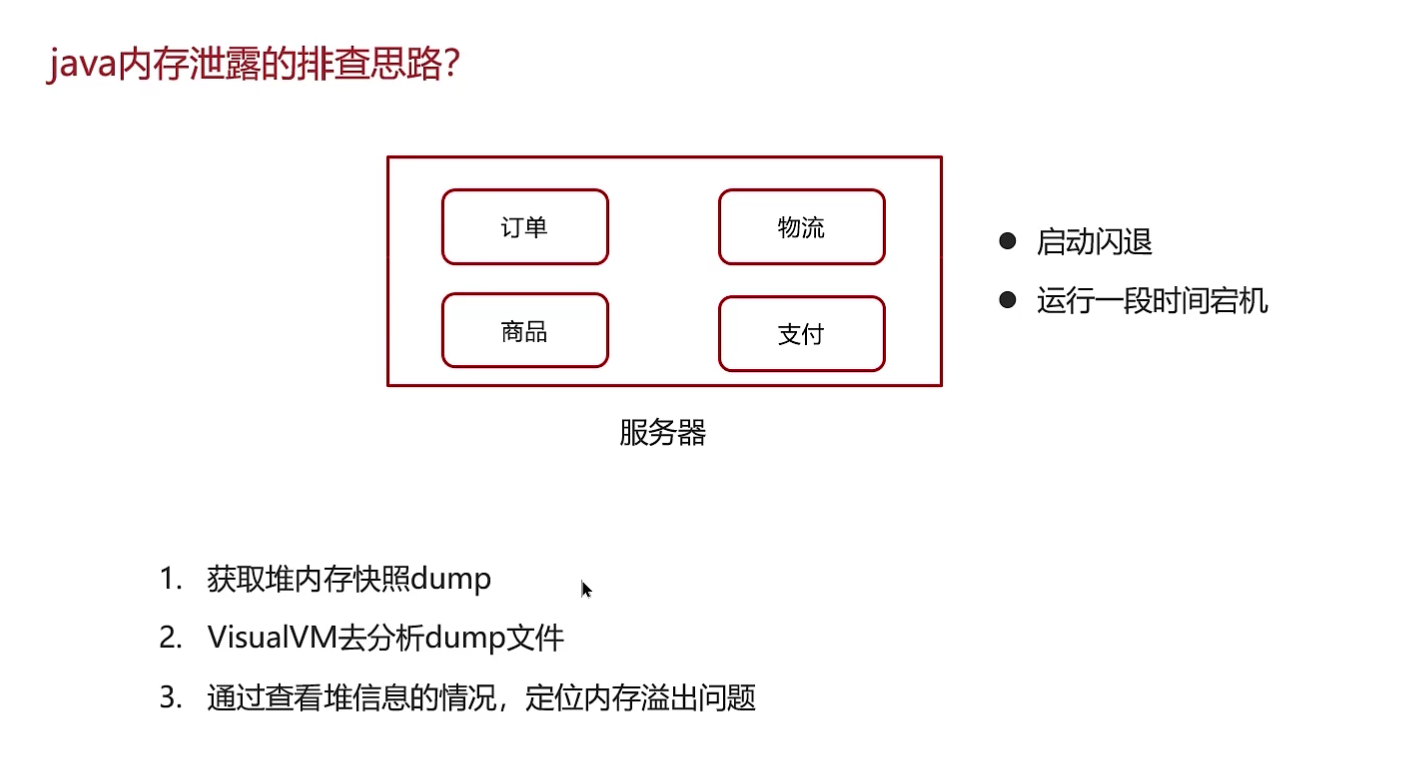 java内存泄露的排查思路？
订单
物流
启动闪退
运行一段时间宕机
商品
支付
服务器
1. 获取堆内存快照dump
2. VisualVM去分析dump文件
3. 通过查看堆信息的情况，定位内存溢出问题